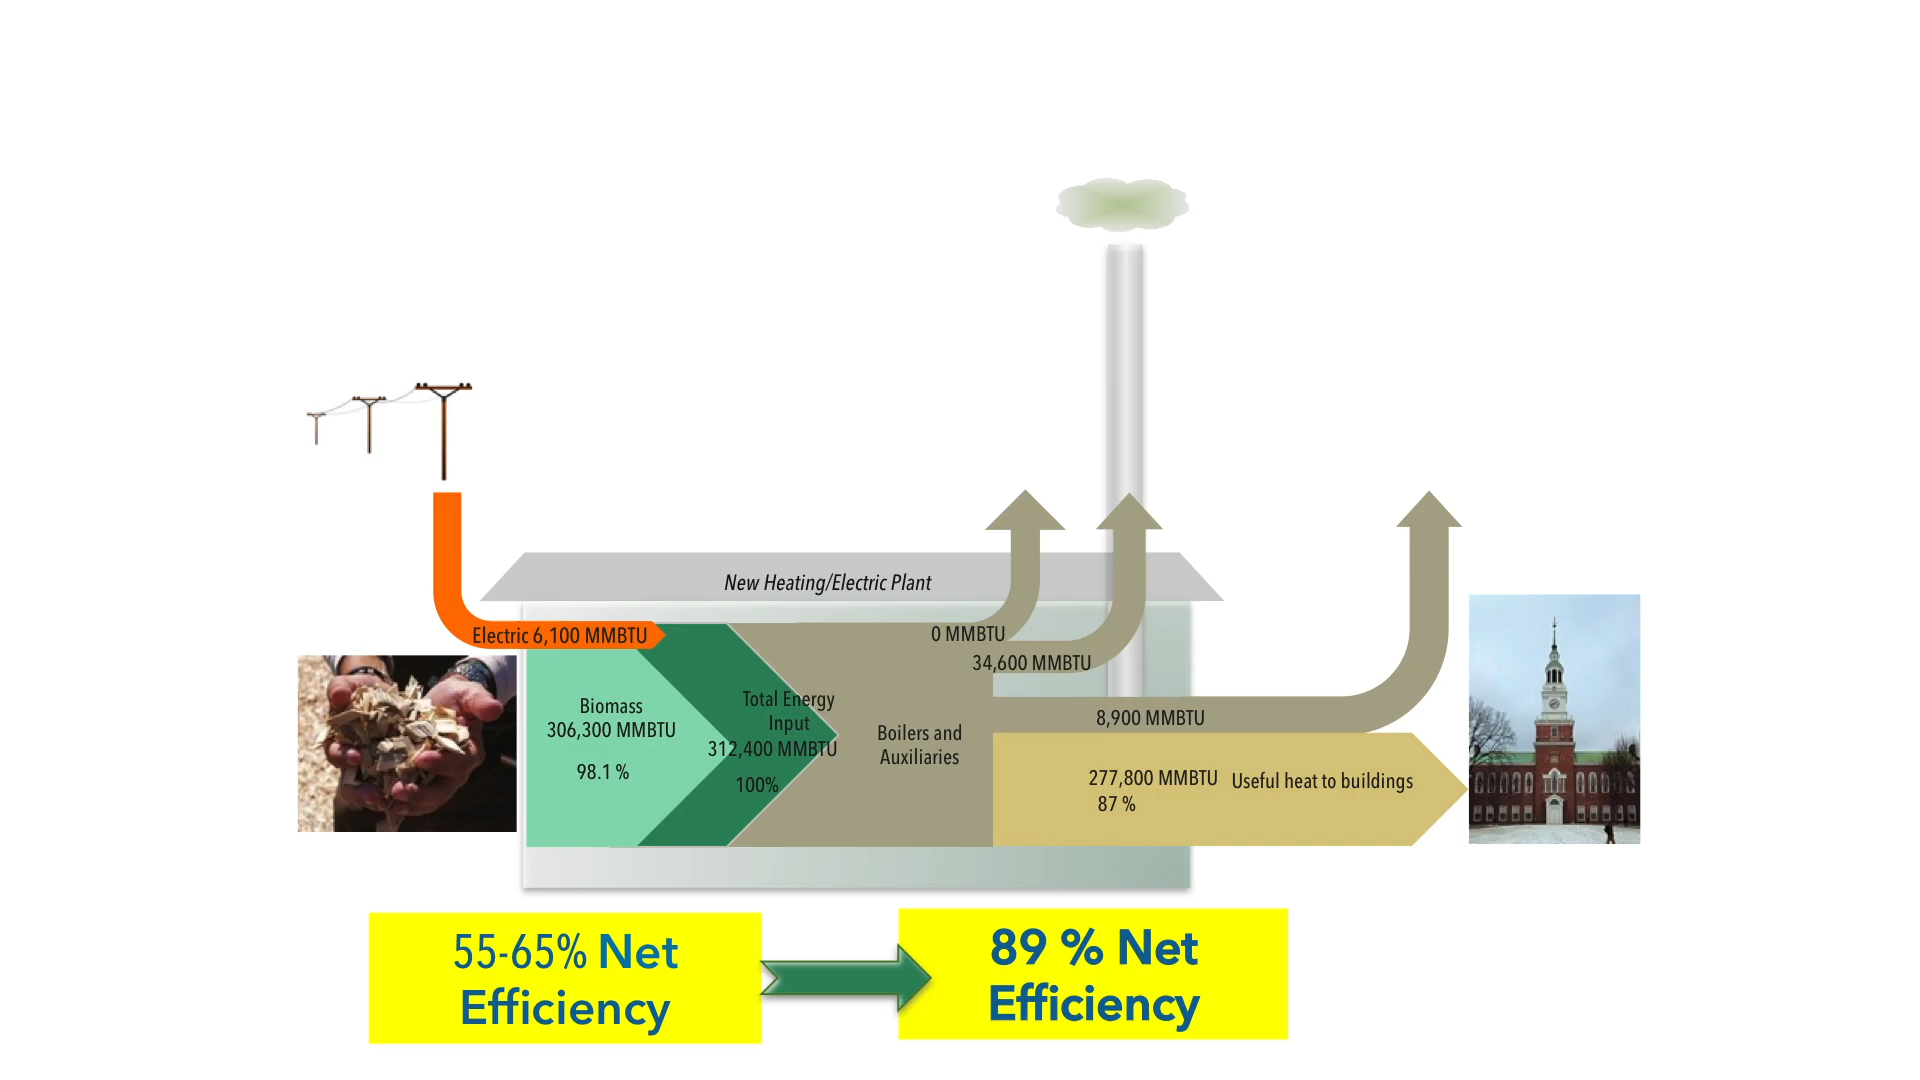 New Heating/Electric Plant
Electric 6,100 MMBTU
0 MMBTU
34,600 MMBTU
Biomass
306,300 MMBTU
98.1 %
Total Energy
Input
312,400 MMBTU
100%
Boilers and
Auxiliaries
8,900 MMBTU
277,800 MMBTU Useful heat to buildings
87 %
55-65% Net
Efficiency
89 % Net
Efficiency